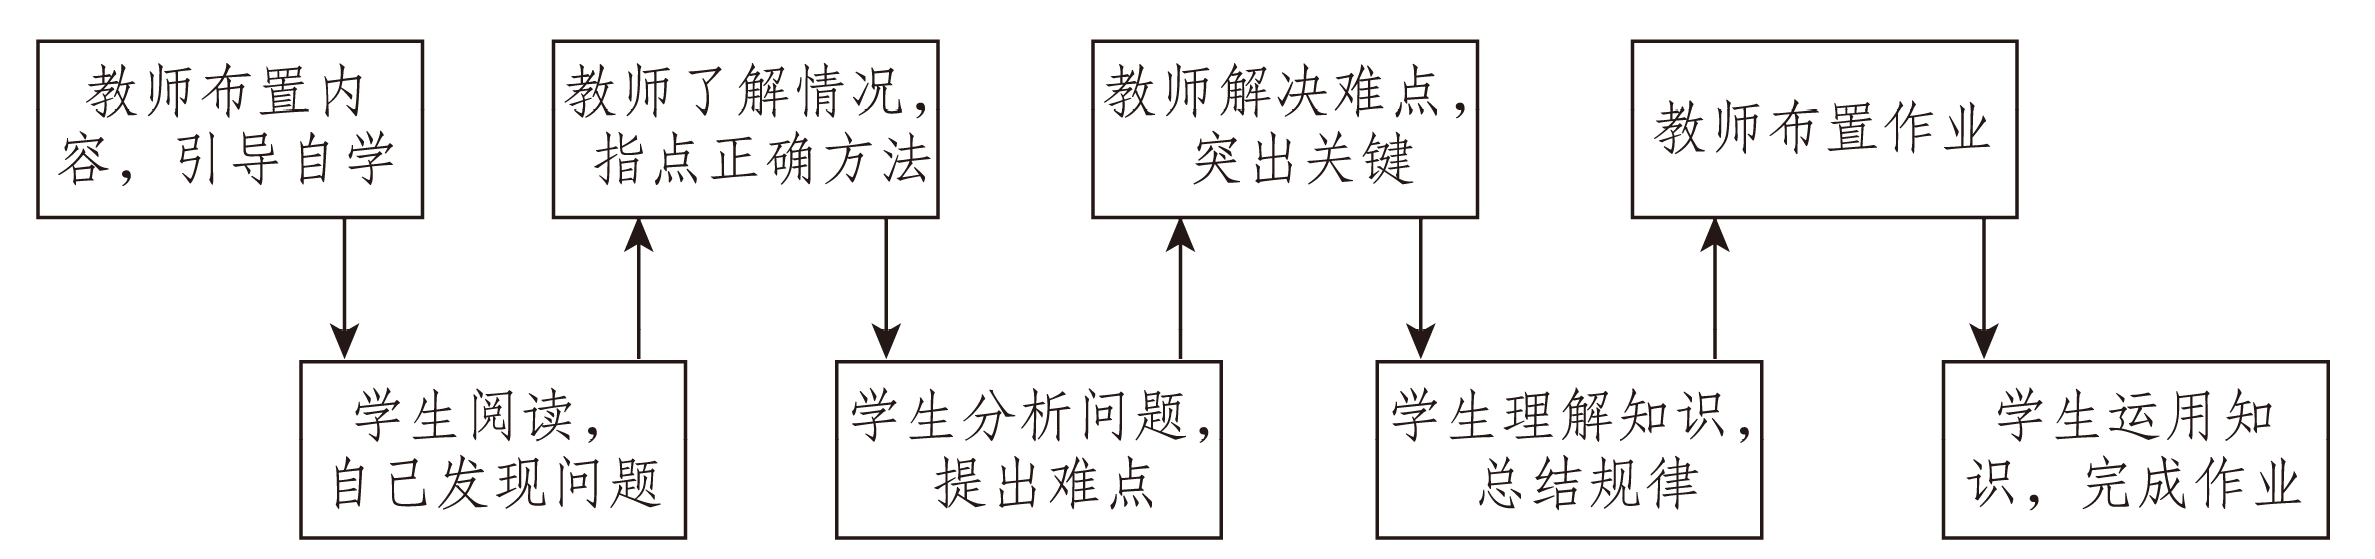 教师布置内
容，引导自学
教师了解情况，
指点正确方法
教师解决难点，
突出关键
教师布置作业
学生阅读，
自己发现问题
学生分析问题，
提出难点
学生理解知识，
总结规律
学生运用知
识，完成作业